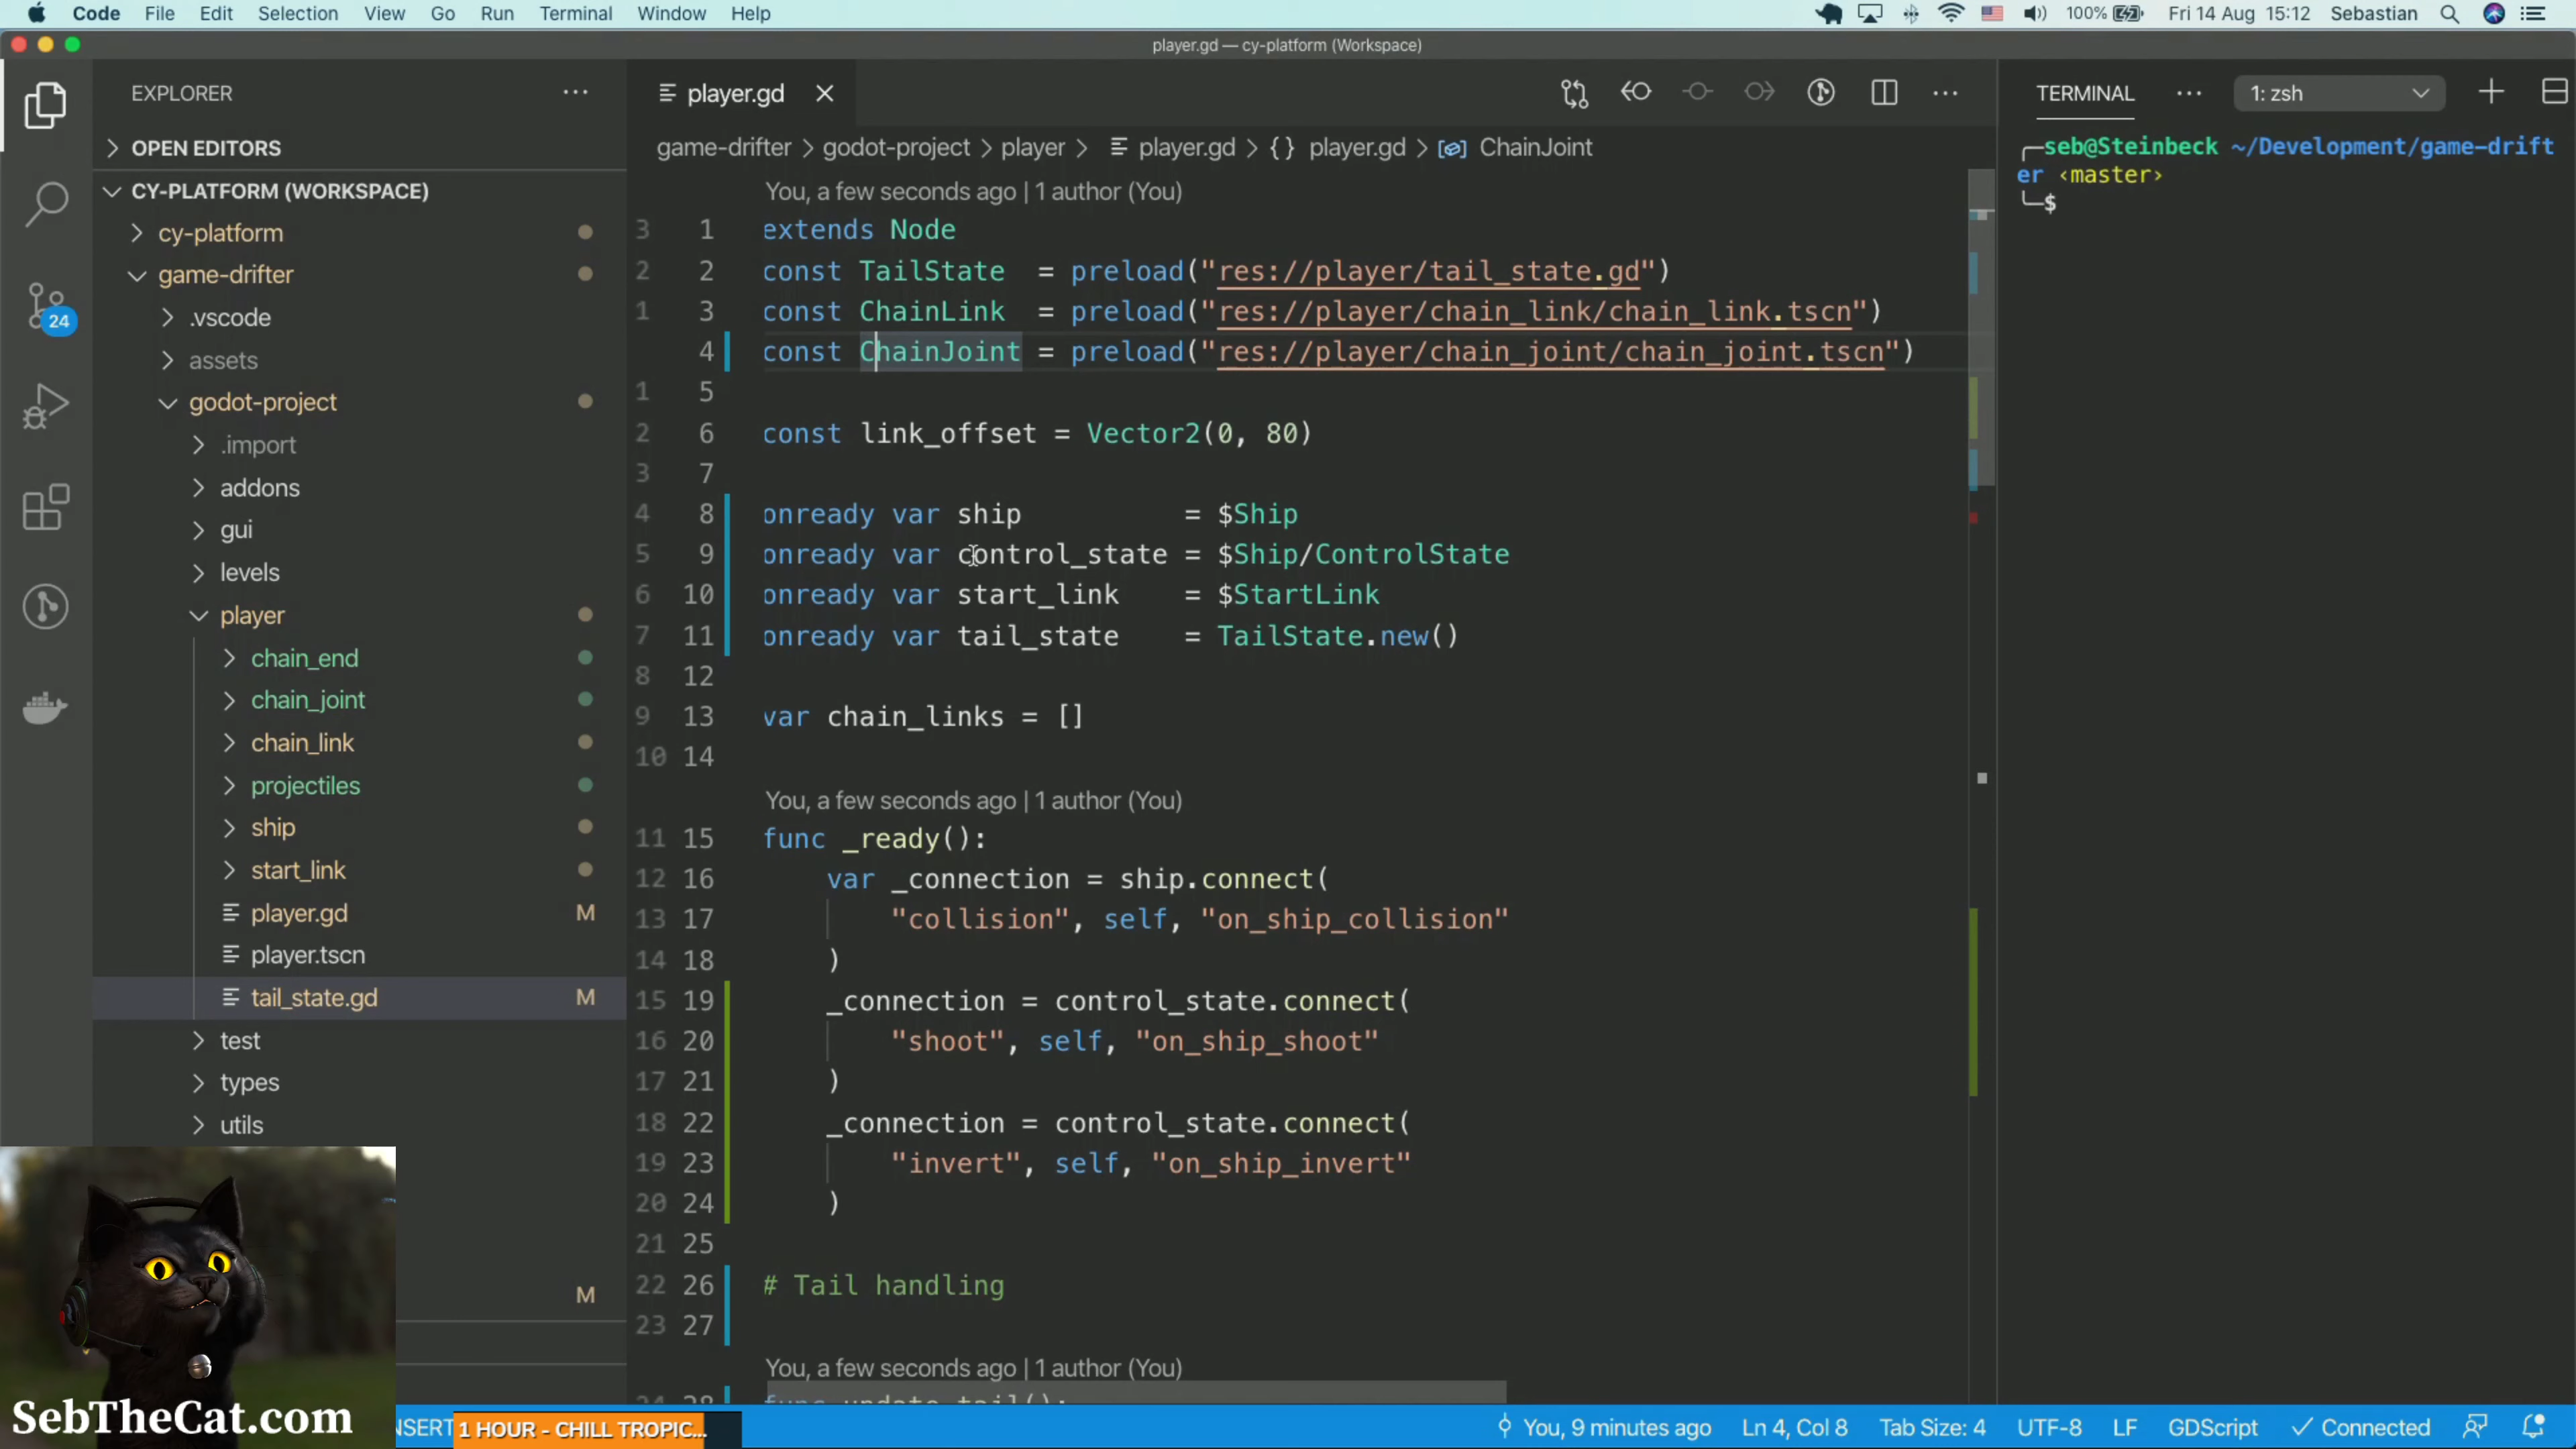 Code File Edit Selection View Go Run Terminal Window Help 100% Fri 14 Aug 15:12 Sebastian
player.gd — cy-platform (Workspace)
EXPLORER ···
OPEN EDITORS
CY-PLATFORM (WORKSPACE)
cy-platform
game-drifter
.vscode
assets
godot-project
.import
addons
gui
levels
player
chain_end
chain_joint
chain_link
projectiles
ship
start_link
player.gd M
player.tscn
tail_state.gd M
test
types
utils
M
24
player.gd
game-drifter > godot-project > player > player.gd > {} player.gd > ChainJoint
You, a few seconds ago | 1 author (You)
3 1 extends Node
2 2 const TailState = preload("res://player/tail_state.gd")
1 3 const ChainLink = preload("res://player/chain_link/chain_link.tscn")
4 const ChainJoint = preload("res://player/chain_joint/chain_joint.tscn")
1 5
2 6 const link_offset = Vector2(0, 80)
3 7
4 8 onready var ship = $Ship
5 9 onready var control_state = $Ship/ControlState
6 10 onready var start_link = $StartLink
7 11 onready var tail_state = TailState.new()
8 12
9 13 var chain_links = []
10 14
You, a few seconds ago | 1 author (You)
11 15 func _ready():
12 16 var _connection = ship.connect(
13 17 "collision", self, "on_ship_collision"
14 18 )
15 19 _connection = control_state.connect(
16 20 "shoot", self, "on_ship_shoot"
17 21 )
18 22 _connection = control_state.connect(
19 23 "invert", self, "on_ship_invert"
20 24 )
21 25
22 26 # Tail handling
23 27
You, a few seconds ago | 1 author (You)
24 28 func update_tail():
TERMINAL ··· 1: zsh
seb@Steinbeck ~/Development/game-drift
er ‹master›
$
SebTheCat.com
NSERT 1 HOUR - CHILL TROPIC... You, 9 minutes ago Ln 4, Col 8 Tab Size: 4 UTF-8 LF GDScript Connected